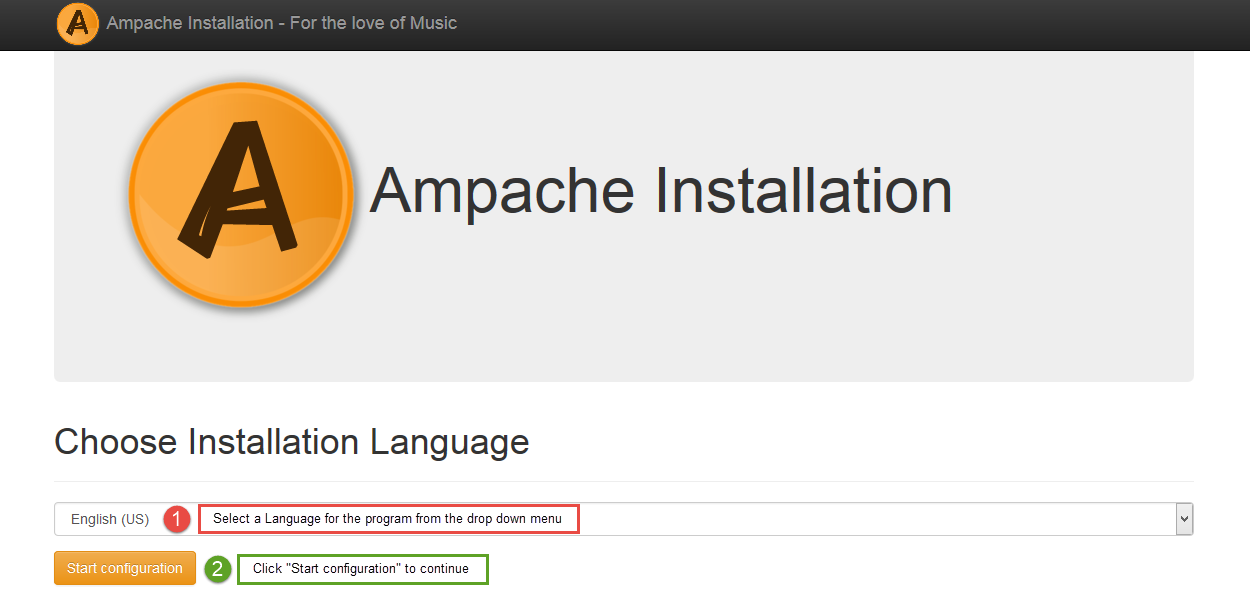 Ampache Installation - For the love of Music
Ampache Installation
Choose Installation Language
English (US) 1 Select a Language for the program from the drop down menu
Start configuration 2 Click "Start configuration" to continue